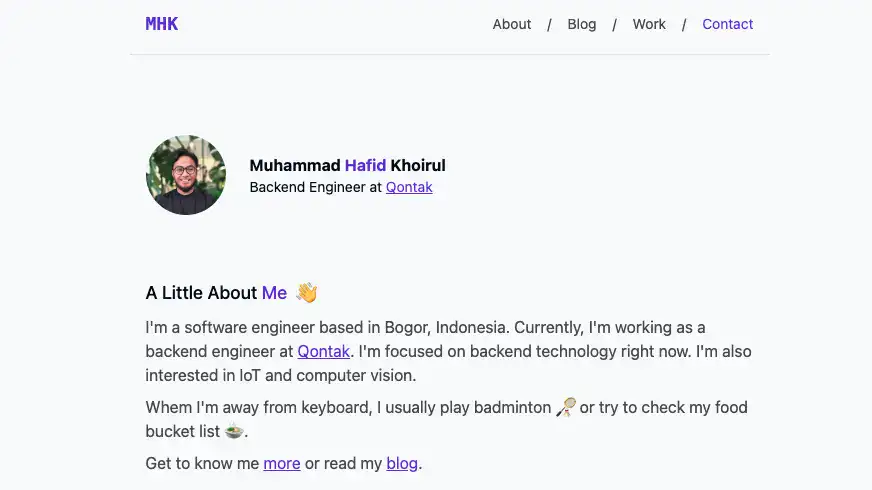 MHK
About / Blog / Work / Contact
Muhammad Hafid Khoirul
Backend Engineer at Qontak
A Little About Me 👋
I'm a software engineer based in Bogor, Indonesia. Currently, I'm working as a
backend engineer at Qontak. I'm focused on backend technology right now. I'm also
interested in IoT and computer vision.
Whem I'm away from keyboard, I usually play badminton 🏸 or try to check my food
bucket list 🍲.
Get to know me more or read my blog.